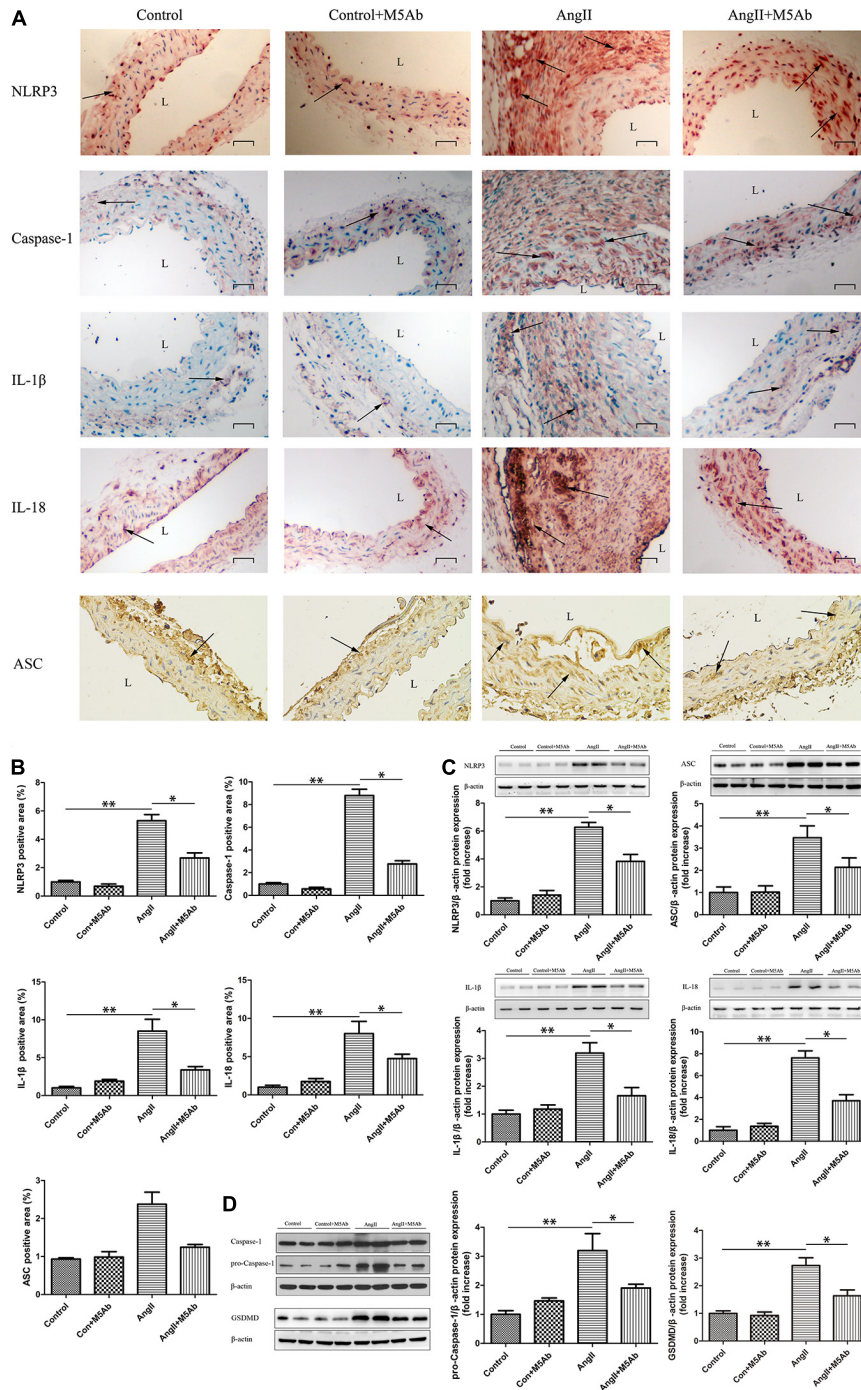 A
Control
Control+M5Ab
AngII
AngII+M5Ab
NLRP3
L
L
L
L
Caspase-1
L
L
L
L
IL-1β
L
L
L
L
IL-18
L
L
L
L
ASC
L
L
L
L
B
NLRP3 positive area (%)
8
6
4
2
0
**
*
Control
Con+M5Ab
AngII
AngII+M5Ab
Caspase-1 positive area (%)
10
8
6
4
2
0
**
*
Control
Con+M5Ab
AngII
AngII+M5Ab
IL-1β positive area (%)
15
10
5
0
**
*
Control
Con+M5Ab
AngII
AngII+M5Ab
IL-18 positive area (%)
15
10
5
0
**
*
Control
Con+M5Ab
AngII
AngII+M5Ab
ASC positive area (%)
3
2
1
0
Control
Con+M5Ab
AngII
AngII+M5Ab
C
Control Control+M5Ab AngII AngII+M5Ab
NLRP3
β-actin
NLRP3/β -actin protein expression
(fold increase)
8
6
4
2
0
**
*
Control
Con+M5Ab
AngII
AngII+M5Ab
Control Control+M5Ab AngII AngII+M5Ab
ASC
β-actin
ASC/β -actin protein expression
(fold increase)
5
4
3
2
1
0
**
*
Control
Con+M5Ab
AngII
AngII+M5Ab
Control Control+M5Ab AngII AngII+M5Ab
IL-1β
β-actin
IL-1β /β -actin protein expression
(fold increase)
4
3
2
1
0
**
*
Control
Con+M5Ab
AngII
AngII+M5Ab
Control Control+M5Ab AngII AngII+M5Ab
IL-18
β-actin
IL-18/β -actin protein expression
(fold increase)
10
8
6
4
2
0
**
*
Control
Con+M5Ab
AngII
AngII+M5Ab
D
Control Control+M5Ab AngII AngII+M5Ab
Caspase-1
pro-Caspase-1
β-actin
GSDMD
β-actin
pro-Caspase-1/β -actin protein expression
(fold increase)
4
3
2
1
0
**
*
Control
Con+M5Ab
AngII
AngII+M5Ab
GSDMD/β -actin protein expression
(fold increase)
4
3
2
1
0
**
*
Control
Con+M5Ab
AngII
AngII+M5Ab